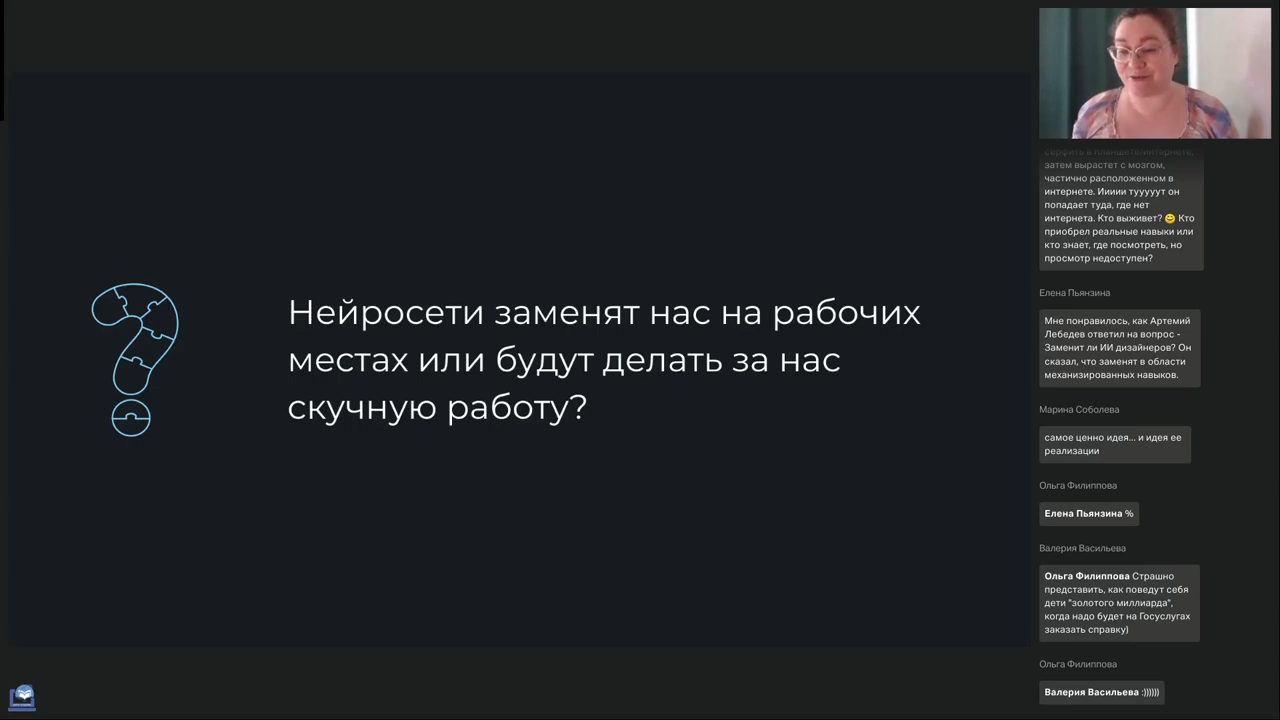 Нейросети заменят нас на рабочих
местах или будут делать за нас
скучную работу?
серфить в планшетеинтернете,
затем вырастет с мозгом,
частично расположенном в
интернете. Иииии тууууут он
попадает туда, где нет
интернета. Кто выживет? 😊 Кто
приобрел реальные навыки или
кто знает, где посмотреть, но
просмотр недоступен?
Елена Пьянзина
Мне понравилось, как Артемий
Лебедев ответил на вопрос -
Заменит ли ИИ дизайнеров? Он
сказал, что заменят в области
механизированных навыков.
Марина Соболева
самое ценно идея... и идея ее
реализации
Ольга Филиппова
Елена Пьянзина %
Валерия Васильева
Ольга Филиппова Страшно
представить, как поведут себя
дети "золотого миллиарда",
когда надо будет на Госуслугах
заказать справку)
Ольга Филиппова
Валерия Васильева :))))))